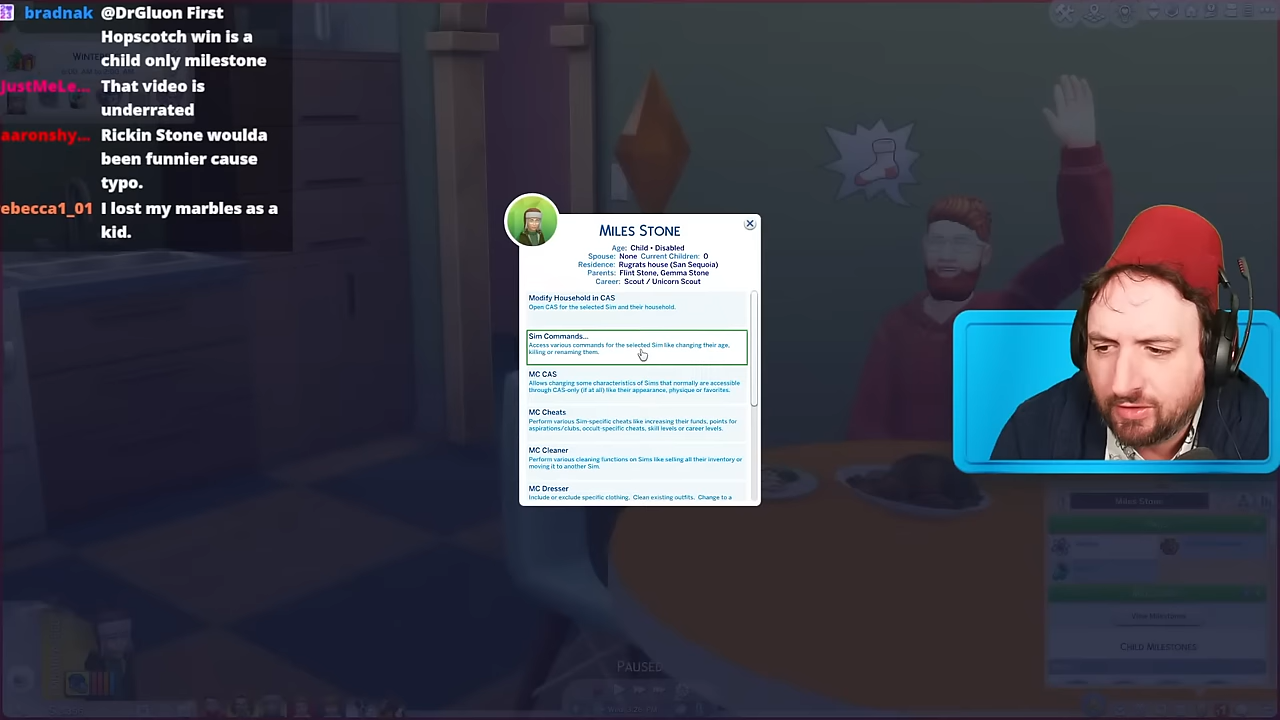 bradnak @DrGluon First
Hopscotch win is a
child only milestone
JustMeLe... That video is
underrated
aaronshy... Rickin Stone woulda
been funnier cause
typo.
ebecca1_01 I lost my marbles as a
kid.
MILES STONE
Age: Child • Disabled
Spouse: None Current Children: 0
Residence: Rugrats house (San Sequoia)
Parents: Flint Stone, Gemma Stone
Career: Scout / Unicorn Scout
Modify Household in CAS
Open CAS for the selected Sim and their household.
Sim Commands...
Access various commands for the selected Sim like changing their age,
killing or renaming them.
MC CAS
Allows changing some characteristics of Sims that normally are accessible
through CAS-only (if at all) like their appearance, physique or favorites.
MC Cheats
Perform various Sim-specific cheats like increasing their funds, points for
aspirations/clubs, occult-specific cheats, skill levels or career levels.
MC Cleaner
Perform various cleaning functions on Sims like selling all their inventory or
moving it to another Sim.
MC Dresser
Include or exclude specific clothing. Clean existing outfits. Change to a
Miles Stone
View Milestones
CHILD MILESTONES
PAUSED